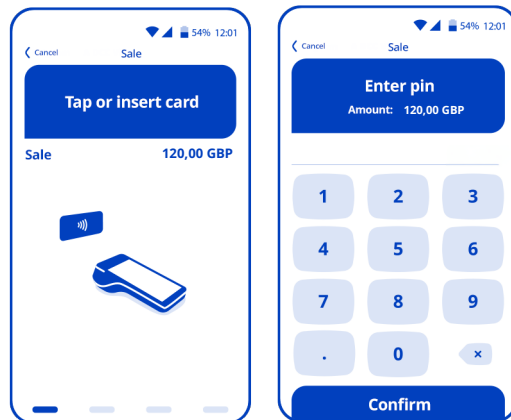 54% 12:01
Cancel
Sale
Tap or insert card
Sale 120,00 GBP
54% 12:01
Cancel
Sale
Enter pin
Amount: 120,00 GBP
1 2 3
4 5 6
7 8 9
. 0 ×
Confirm